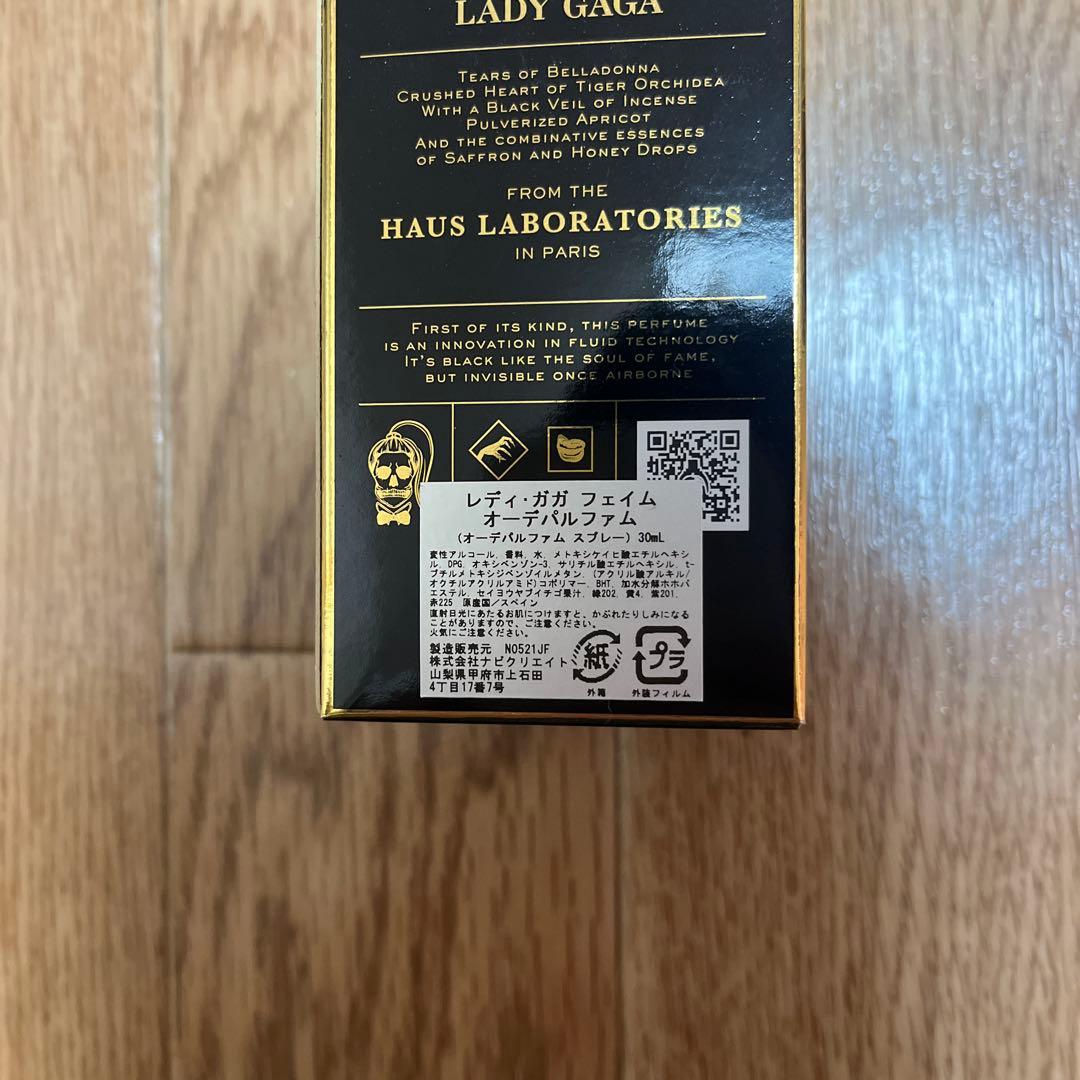 LADY GAGA
TEARS OF BELLADONNA
CRUSHED HEART OF TIGER ORCHIDEA
WITH A BLACK VEIL OF INCENSE
PULVERIZED APRICOT
AND THE COMBINATIVE ESSENCES
OF SAFFRON AND HONEY DROPS
FROM THE
HAUS LABORATORIES
IN PARIS
FIRST OF ITS KIND, THIS PERFUME
IS AN INNOVATION IN FLUID TECHNOLOGY
IT'S BLACK LIKE THE SOUL OF FAME,
BUT INVISIBLE ONCE AIRBORNE
レディ・ガガ フェイム
オーデパルファム
(オーデパルファム スプレー) 30mL
変性アルコール, 香料, 水, メトキシケイヒ酸エチルヘキシ
ル, DPG, オキシベンゾン-3, サリチル酸エチルヘキシル, t-
ブチルメトキシジベンゾイルメタン, (アクリル酸アルキル/
オクチルアクリルアミド)コポリマー, BHT, 加水分解ホホバ
エステル, セイヨウヤブイチゴ果汁, 緑202, 黄4, 紫201,
赤225 原産国/スペイン
直射日光にあたるお肌につけますと、かぶれたりしみになる
ことがありますので、ご注意ください。
火気にご注意ください。
製造販売元 N0521JF
株式会社ナビクリエイト
山梨県甲府市上石田
4丁目17番7号
紙
外箱
プラ
外装フィルム